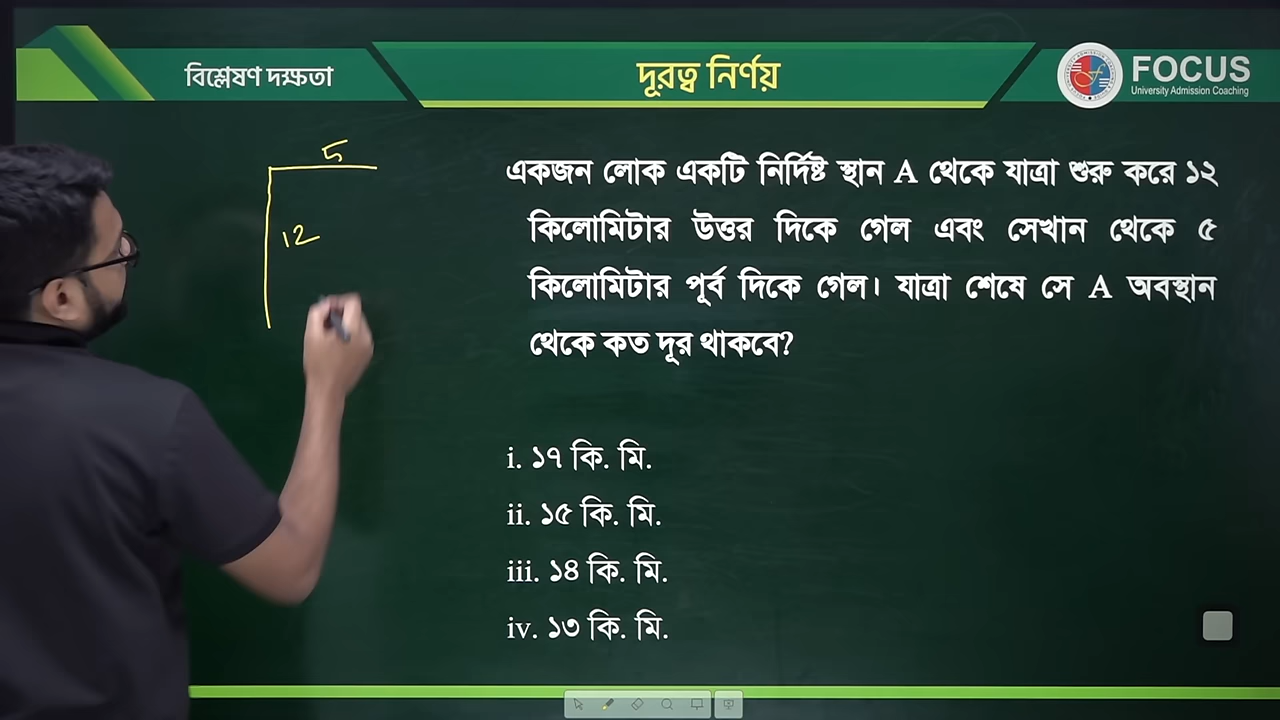 বিশ্লেষণ দক্ষতা
দূরত্ব নির্ণয়
FOCUS
University Admission Coaching
5
12
একজন লোক একটি নির্দিষ্ট স্থান A থেকে যাত্রা শুরু করে ১২
কিলোমিটার উত্তর দিকে গেল এবং সেখান থেকে ৫
কিলোমিটার পূর্ব দিকে গেল। যাত্রা শেষে সে A অবস্থান
থেকে কত দূর থাকবে?
i. ১৭ কি. মি.
ii. ১৫ কি. মি.
iii. ১৪ কি. মি.
iv. ১৩ কি. মি.